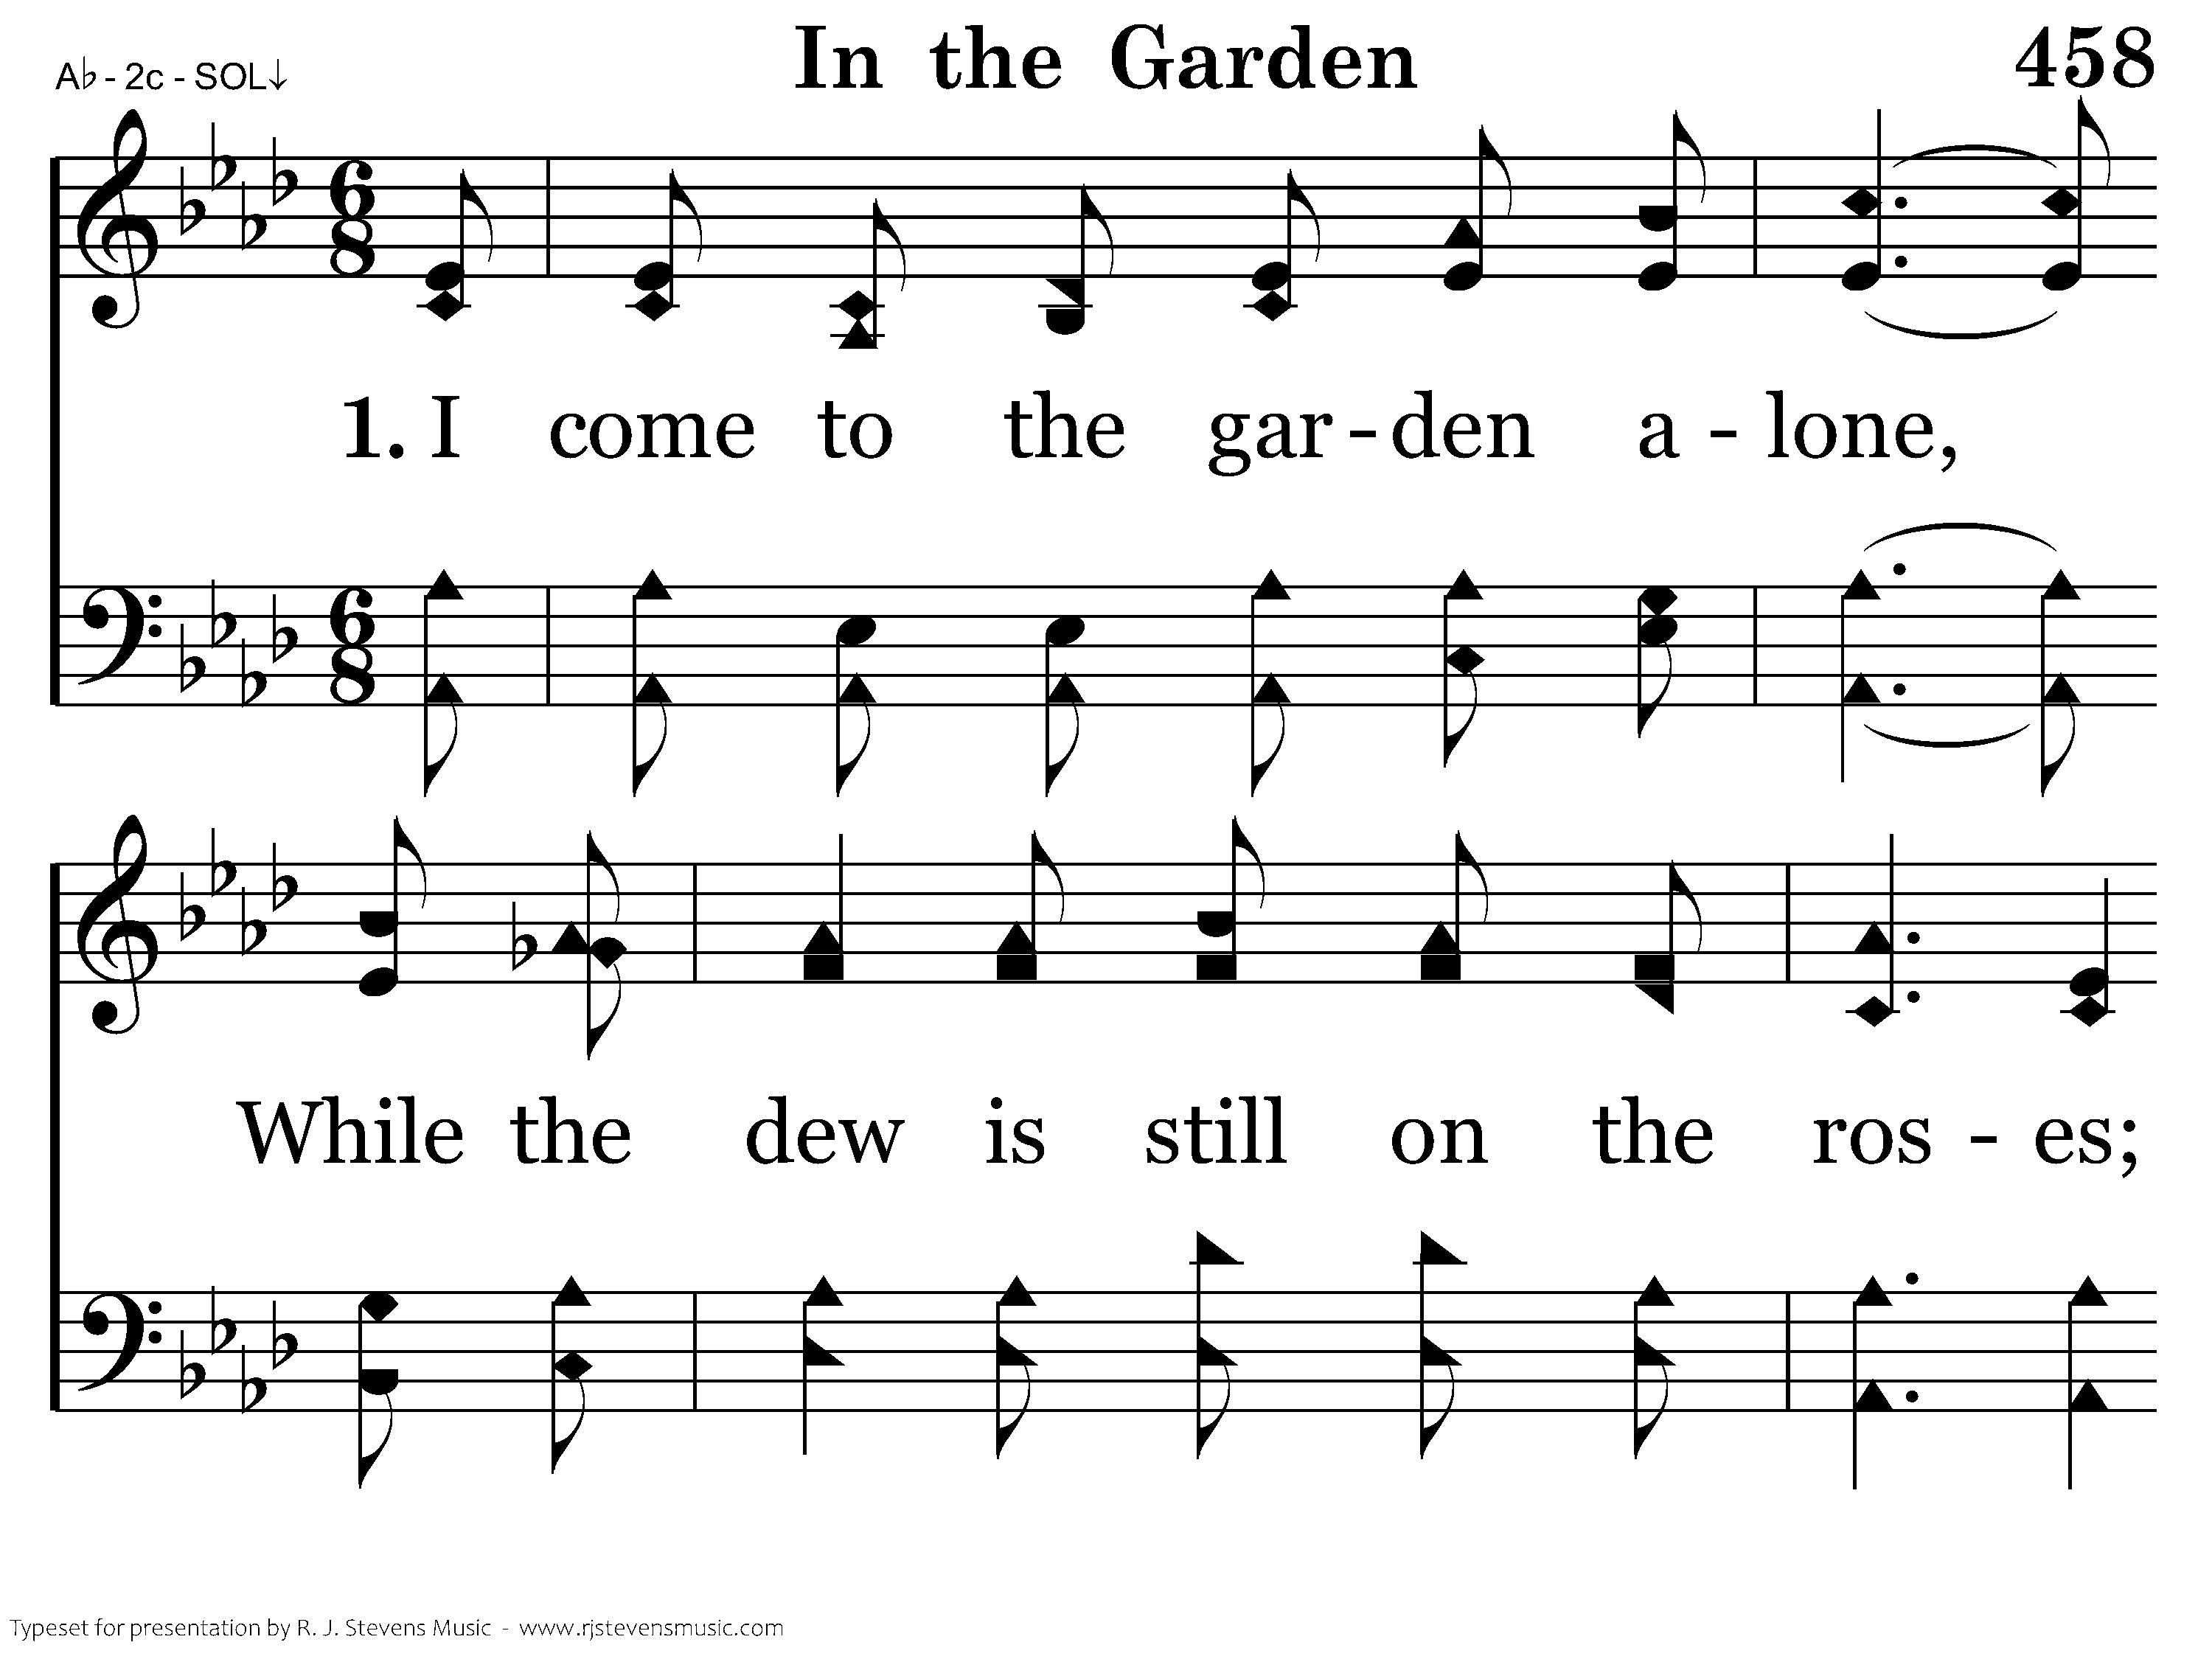 In the Garden 458
A♭ - 2c - SOL↓
1. I come to the gar - den a - lone,
While the dew is still on the ros - es;
Typeset for presentation by R. J. Stevens Music - www.rjstevensmusic.com